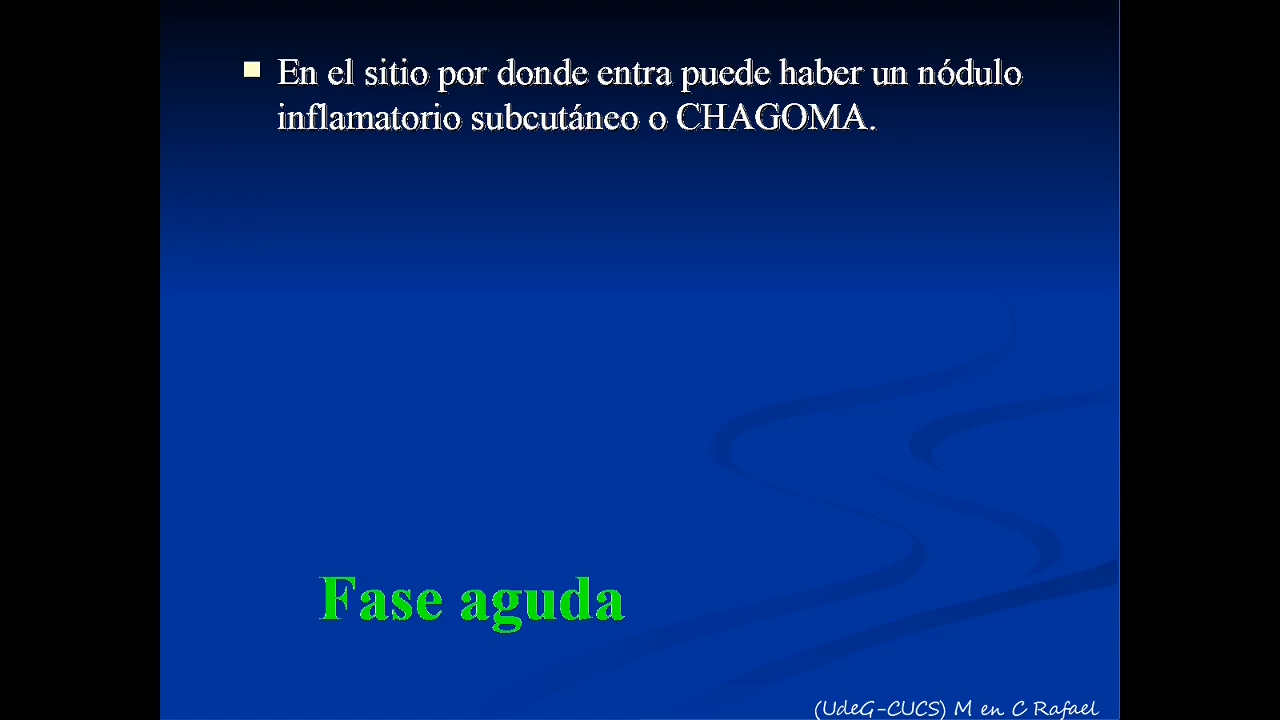 En el sitio por donde entra puede haber un nódulo
inflamatorio subcutáneo o CHAGOMA.
Fase aguda
(UdeG-CUCS) M en C Rafael